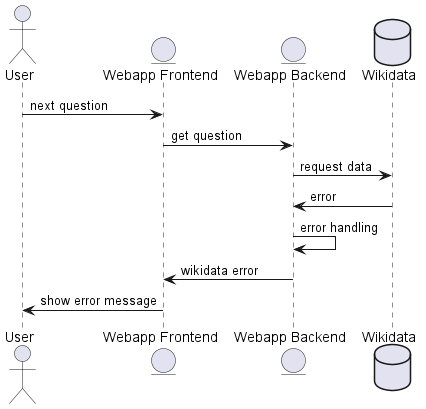 User
Webapp Frontend
Webapp Backend
Wikidata
next question
get question
request data
error
error handling
wikidata error
show error message
User
Webapp Frontend
Webapp Backend
Wikidata